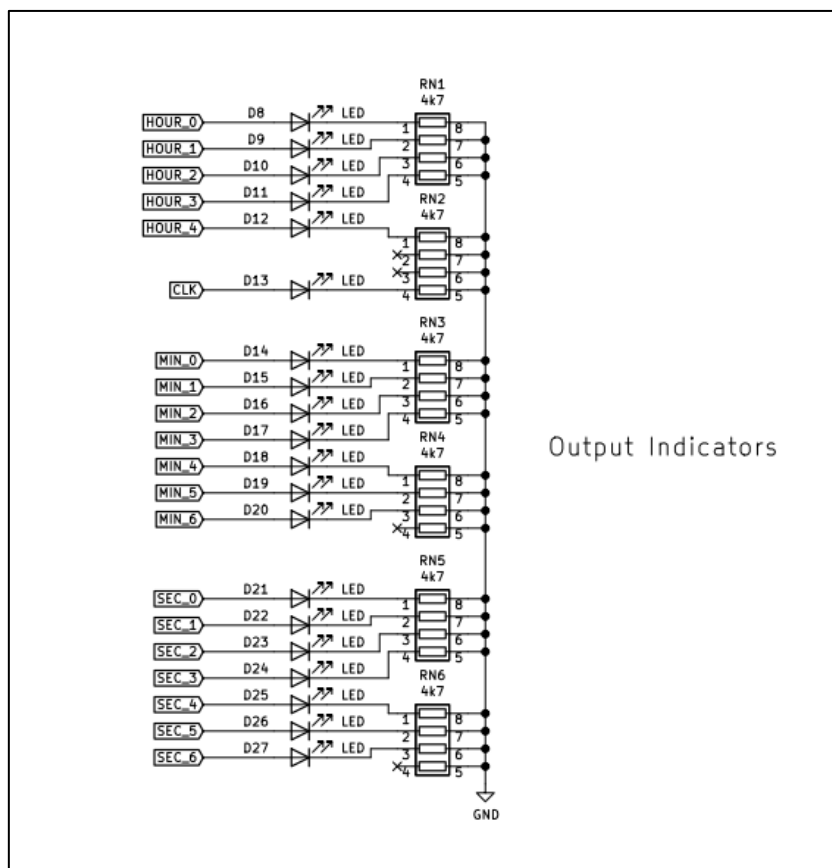 RN1
4k7
HOUR_0 D8 LED 1 8
HOUR_1 D9 LED 2 7
HOUR_2 D10 LED 3 6
HOUR_3 D11 LED 4 5
RN2
HOUR_4 D12 LED 4k7
1 8
2 7
3 6
CLK D13 LED 4 5
RN3
4k7
MIN_0 D14 LED 1 8
MIN_1 D15 LED 2 7
MIN_2 D16 LED 3 6
MIN_3 D17 LED 4 5
RN4
Output Indicators
4k7
MIN_4 D18 LED 1 8
MIN_5 D19 LED 2 7
MIN_6 D20 LED 3 6
4 5
RN5
4k7
SEC_0 D21 LED 1 8
SEC_1 D22 LED 2 7
SEC_2 D23 LED 3 6
SEC_3 D24 LED 4 5
RN6
4k7
SEC_4 D25 LED 1 8
SEC_5 D26 LED 2 7
SEC_6 D27 LED 3 6
4 5
GND